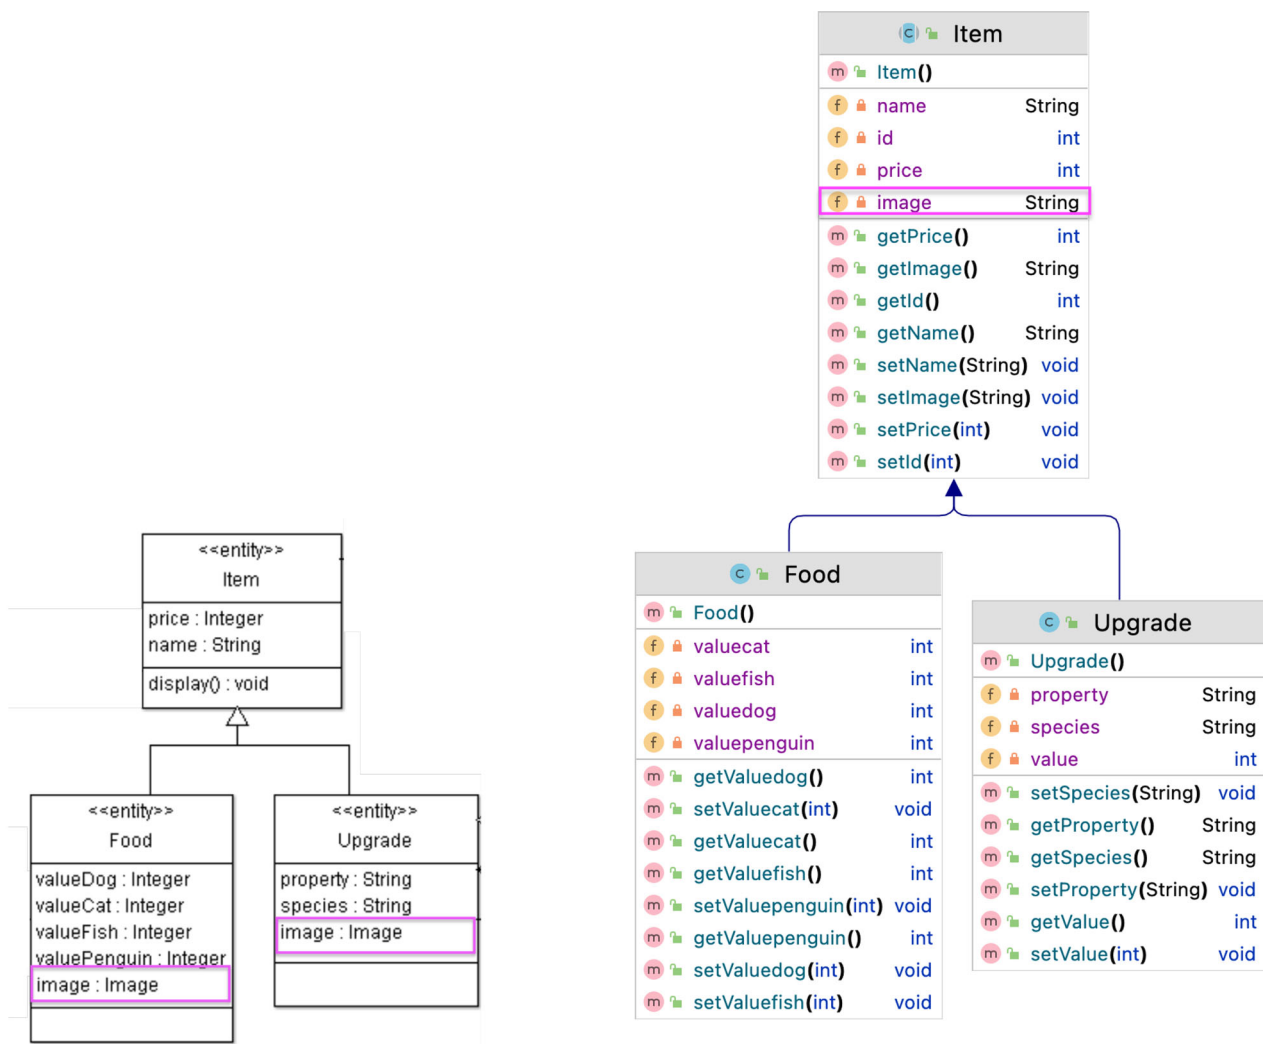 <<entity>>
Item
price : Integer
name : String
display() : void
<<entity>>
Food
valueDog : Integer
valueCat : Integer
valueFish : Integer
valuePenguin : Integer
image : Image
<<entity>>
Upgrade
property : String
species : String
image : Image
C Item
m Item()
f name String
f id int
f price int
f image String
m getPrice() int
m getImage() String
m getId() int
m getName() String
m setName(String) void
m setImage(String) void
m setPrice(int) void
m setId(int) void
C Food
m Food()
f valuecat int
f valuefish int
f valuedog int
f valuepenguin int
m getValuedog() int
m setValuecat(int) void
m getValuecat() int
m getValuefish() int
m setValuepenguin(int) void
m getValuepenguin() int
m setValuedog(int) void
m setValuefish(int) void
C Upgrade
m Upgrade()
f property String
f species String
f value int
m setSpecies(String) void
m getProperty() String
m getSpecies() String
m setProperty(String) void
m getValue() int
m setValue(int) void